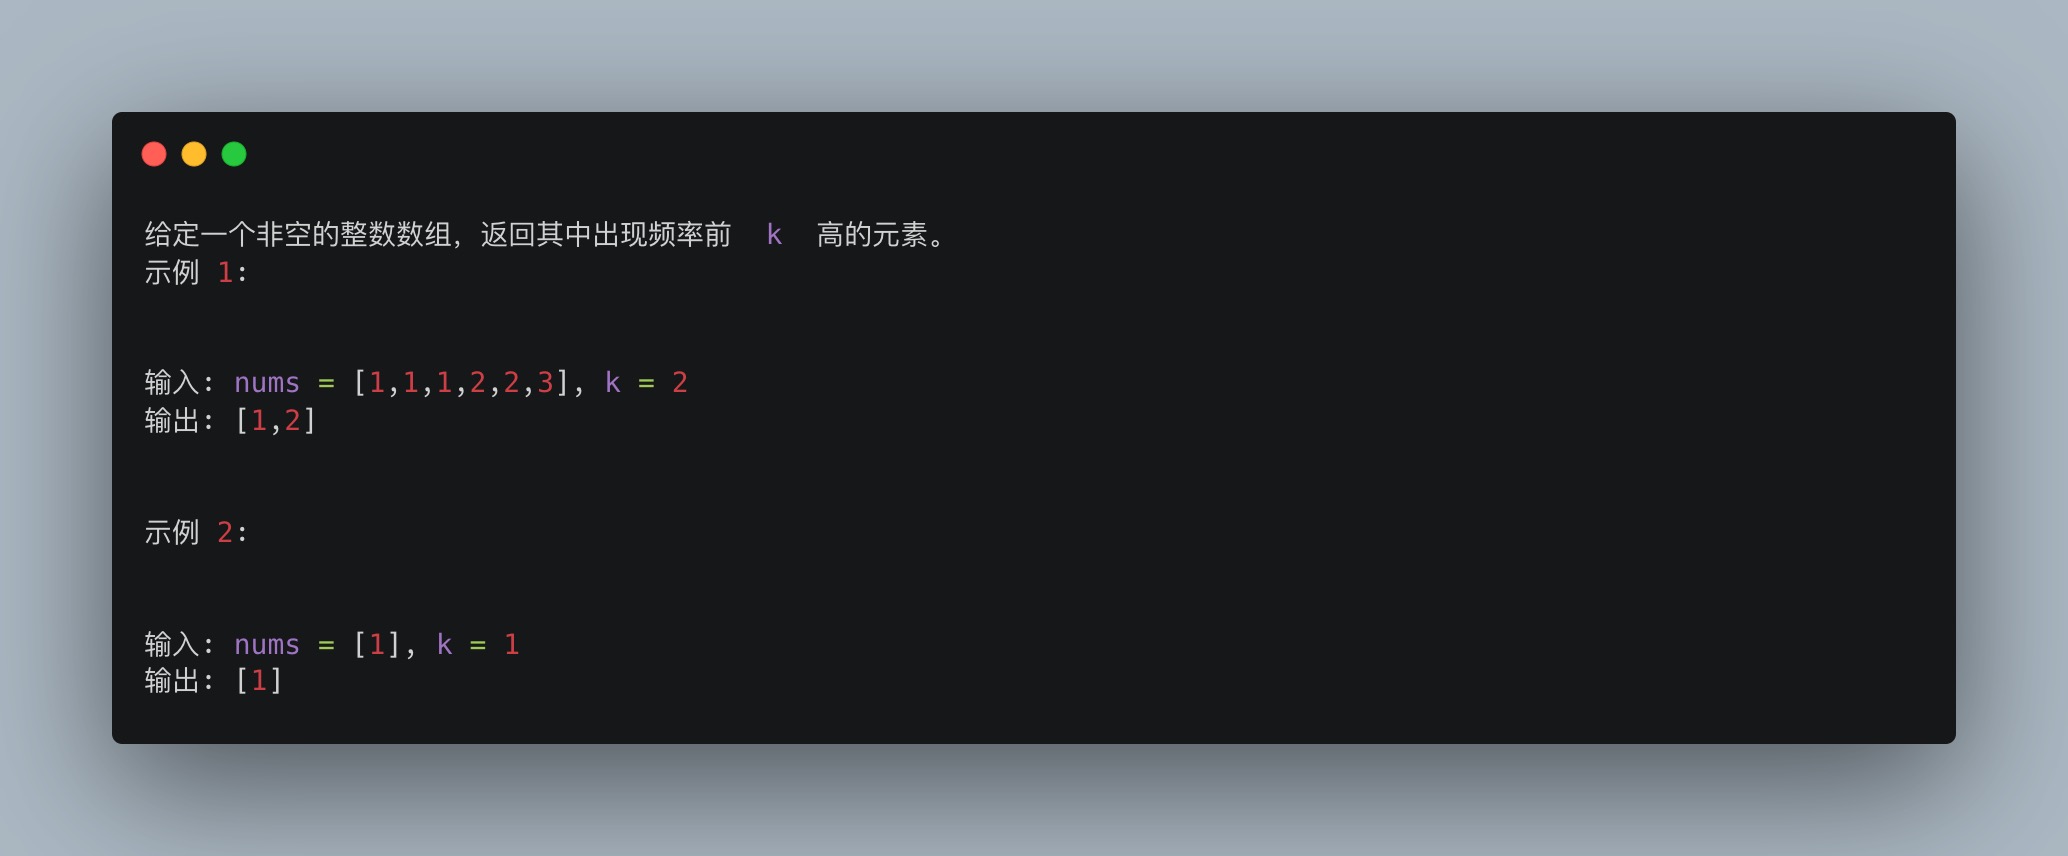 给定一个非空的整数数组，返回其中出现频率前  k  高的元素。
示例 1:
输入: nums = [1,1,1,2,2,3], k = 2
输出: [1,2]
示例 2:
输入: nums = [1], k = 1
输出: [1]